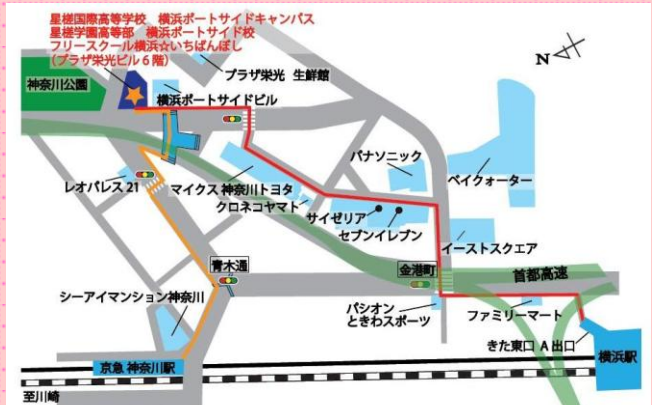 星槎国際高等学校　横浜ポートサイドキャンパス
星槎学園高等部　横浜ポートサイド校
フリースクール横浜☆いちばんぼし
（プラザ栄光ビル６階）
N
神奈川公園
プラザ栄光　生鮮館
横浜ポートサイドビル
パナソニック
ベイクォーター
レオパレス21
マイクス 神奈川トヨタ
クロネコヤマト
サイゼリア
セブンイレブン
イーストスクエア
青木通
金港町
首都高速
シーアイマンション神奈川
パシオン
ときわスポーツ
ファミリーマート
きた東口　A出口
横浜駅
京急 神奈川駅
至川崎